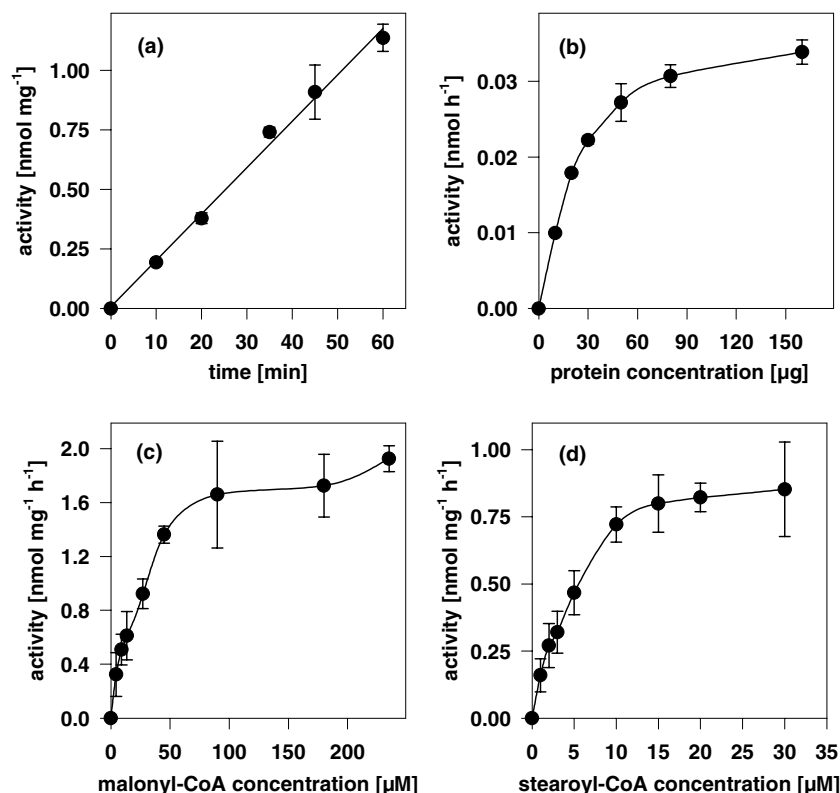 (a)
activity [nmol mg-1]
1.00
0.75
0.50
0.25
0.00
0 10 20 30 40 50 60
time [min]
(b)
activity [nmol h-1]
0.03
0.02
0.01
0.00
0 30 60 90 120 150
protein concentration [µg]
(c)
activity [nmol mg-1 h-1]
2.0
1.6
1.2
0.8
0.4
0.0
0 50 100 150 200
malonyl-CoA concentration [µM]
(d)
activity [nmol mg-1 h-1]
1.00
0.75
0.50
0.25
0.00
0 5 10 15 20 25 30 35
stearoyl-CoA concentration [µM]